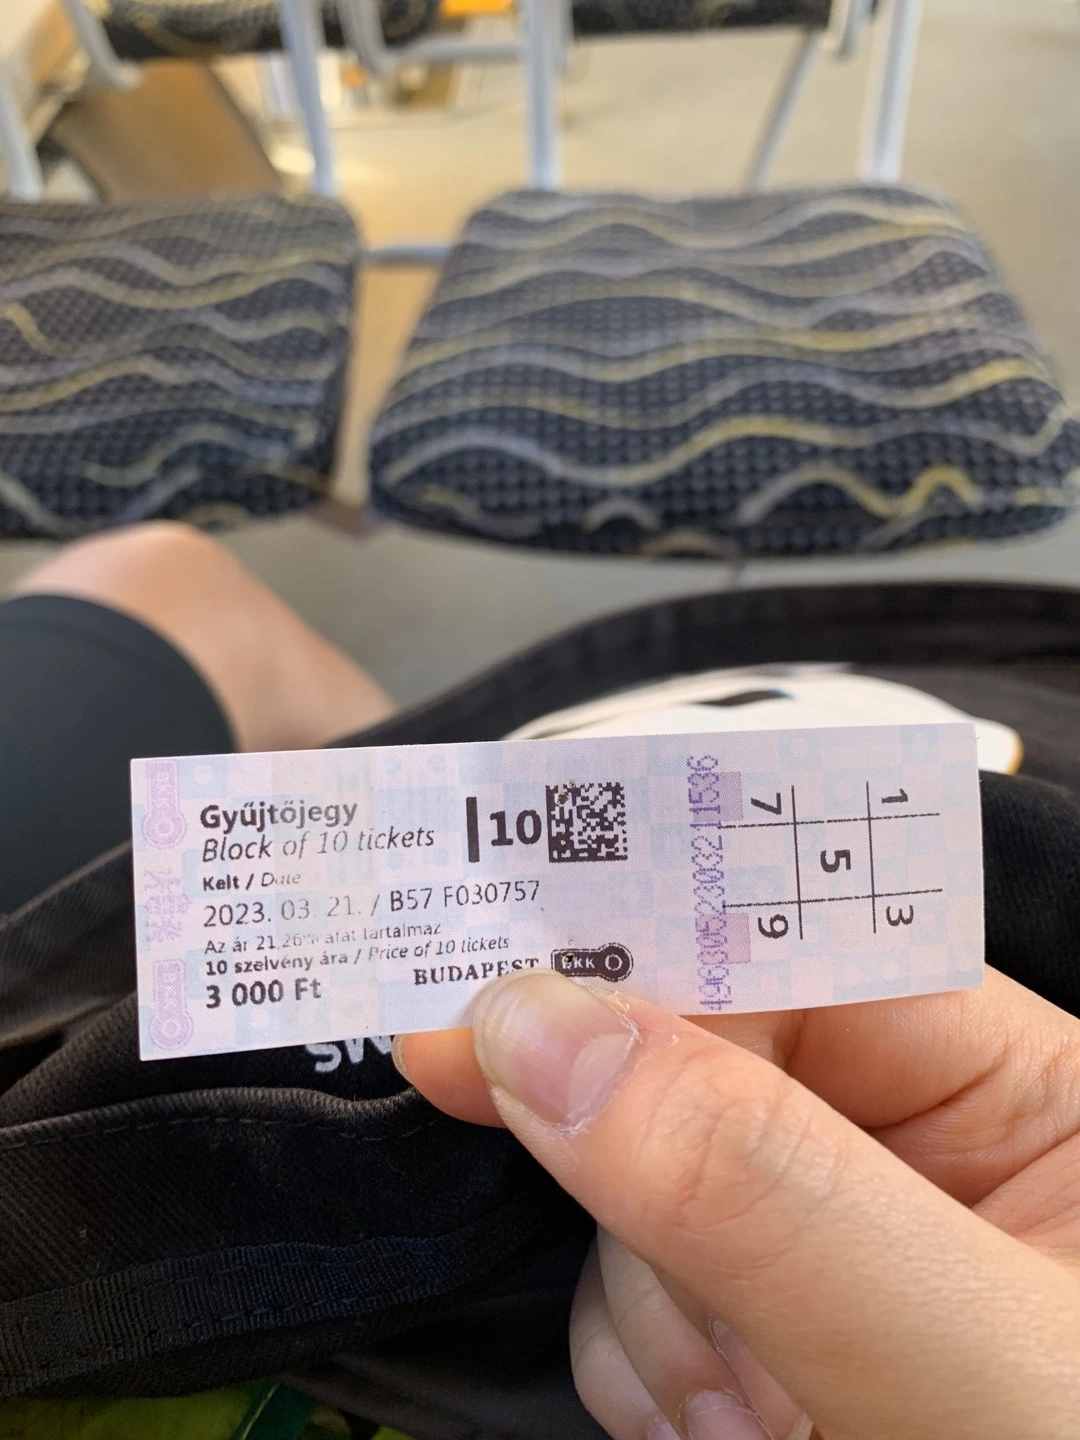 Gyűjtőjegy
Block of 10 tickets
10
Kelt / Date
2023. 03. 21. / B57 F030757
Az ár 21,26% áfát tartalmaz
10 szelvény ára / Price of 10 tickets
3 000 Ft
BUDAPEST BKK
1 3
5
7 9